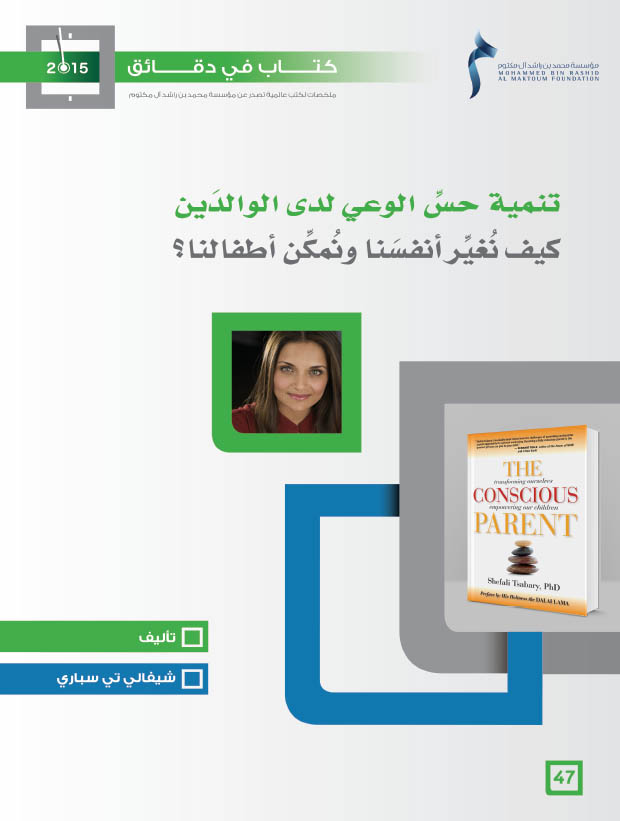 2015
كتاب في دقائق
ملخصات لكتب عالمية تصدر عن مؤسسة محمد بن راشد آل مكتوم
مؤسسة محمد بن راشد آل مكتوم
MOHAMMED BIN RASHID
AL MAKTOUM FOUNDATION
تنمية حسِّ الوعي لدى الوالدَين
كيف نُغيِّر أنفسَنا ونُمكِّن أطفالنا؟
THE
transforming ourselves
CONSCIOUS
empowering our children
PARENT
Shefali Tsabary, PhD
Preface by His Holiness the DALAI LAMA
تأليف
شيفالي تي سباري
47